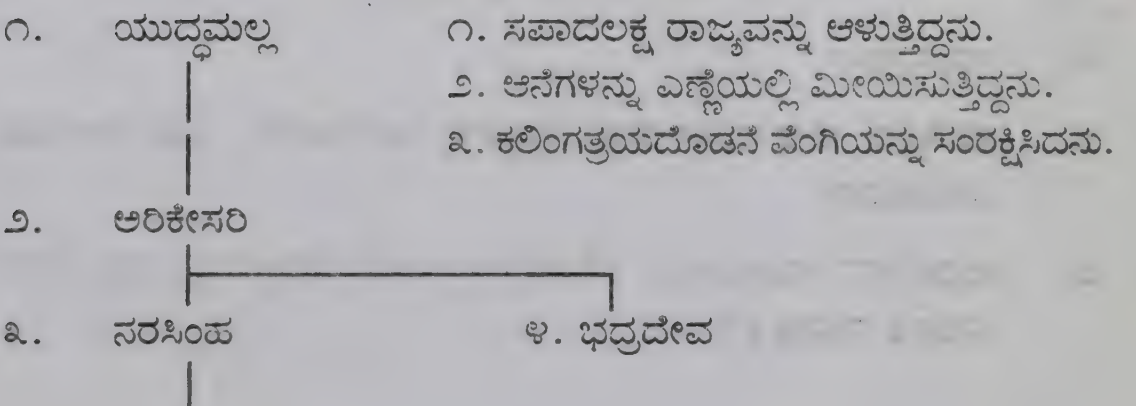 ೧. ಯುದ್ಧಮಲ್ಲ ೧. ಸಪಾದಲಕ್ಷ ರಾಜ್ಯವನ್ನು ಆಳುತ್ತಿದ್ದನು.
೨. ಆನೆಗಳನ್ನು ಎಣ್ಣೆಯಲ್ಲಿ ಮೀಯಿಸುತ್ತಿದ್ದನು.
೩. ಕಲಿಂಗತ್ರಯದೊಡನೆ ವೆಂಗಿಯನ್ನು ಸಂರಕ್ಷಿಸಿದನು.
೨. ಅರಿಕೇಸರಿ
೩. ನರಸಿಂಹ ೪. ಭದ್ರದೇವ